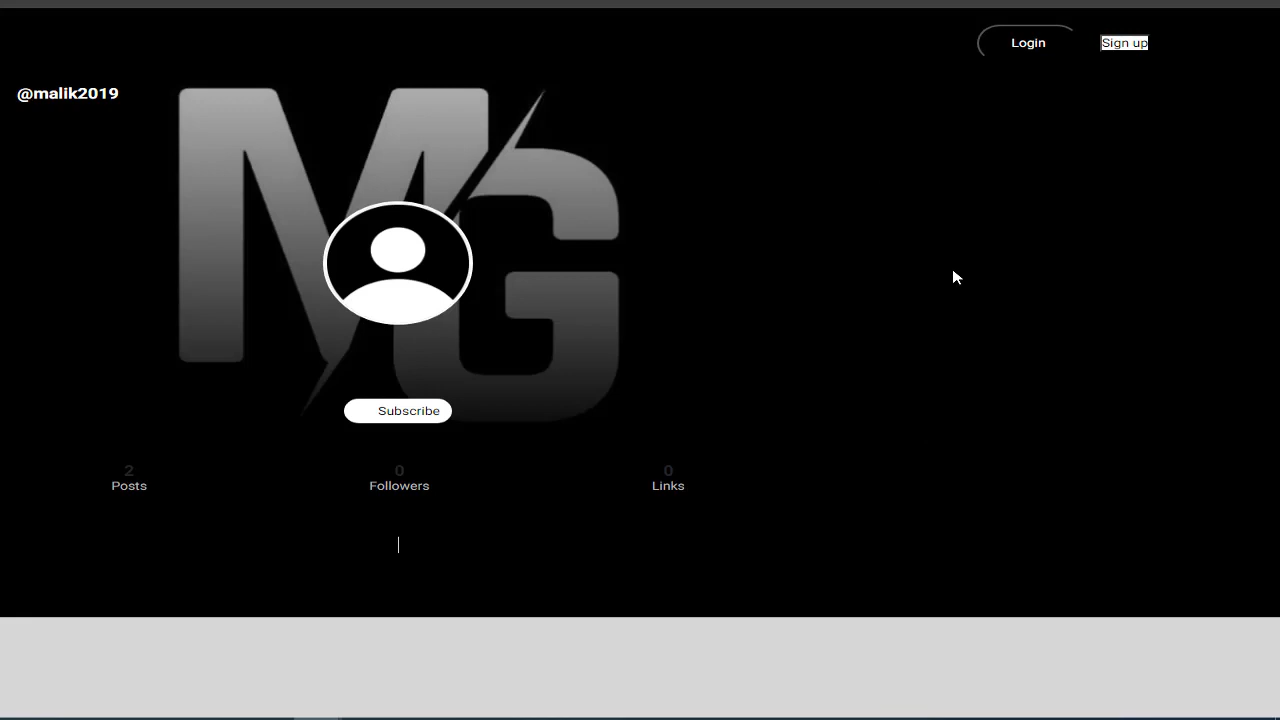 Login
Sign up
@malik2019
MG
Subscribe
2
0
0
Posts
Followers
Links